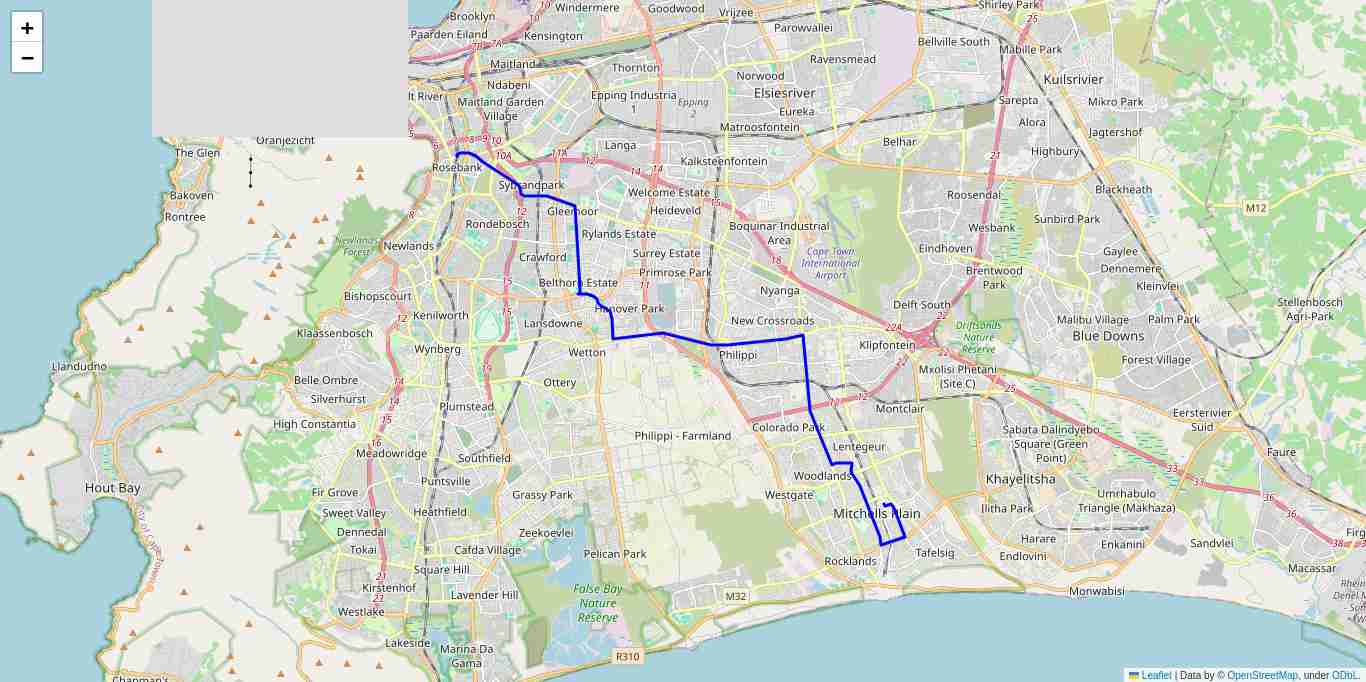 +
−
Brooklyn
Windermere
Goodwood
Vrijzee
Shirley Park
Paarden Eiland
Kensington
Parowvallei
Bellville South
Mabille Park
Maitland
Thornton
Ravensmead
Ndabeni
Norwood
Elsiesriver
Kuilsrivier
lt River
Maitland Garden
Village
Epping Industria
1
Epping
2
Eureka
Sarepta
Mikro Park
Matroosfontein
Alora
Jagtershof
Oranjezicht
The Glen
Langa
Belhar
Highbury
Rosebank
Kalksteenfontein
Bakoven
Rontree
Sybrandpark
Welcome Estate
Roosendal
Blackheath
Gleemoor
Heideveld
M12
Rondebosch
Boquinar Industrial
Area
Wesbank
Sunbird Park
Newlands
Forest
Newlands
Rylands Estate
Crawford
Surrey Estate
Cape Town
International
Airport
Eindhoven
Gaylee
Primrose Park
Brentwood
Park
Dennemere
Belthorn Estate
Nyanga
Kleinvlei
Bishopscourt
Hanover Park
Delft South
Stellenbosch
Agri-Park
Kenilworth
Lansdowne
New Crossroads
Malibu Village
Palm Park
Klaassenbosch
Driftsands
Nature
Reserve
Blue Downs
Wynberg
Wetton
Philippi
Klipfontein
Forest Village
Llandudno
Belle Ombre
Ottery
Mxolisi Phetani
(Site C)
Silverhurst
Plumstead
Montclair
Eersterivier
Suid
High Constantia
Colorado Park
Sabata Dalindyebo
Square (Green
Point)
Philippi - Farmland
Lentegeur
Meadowridge
Southfield
Faure
Hout Bay
Puntsville
Woodlands
Khayelitsha
Fir Grove
Grassy Park
Westgate
Umrhabulo
Triangle (Makhaza)
Sweet Valley
Heathfield
Mitchells Plain
Ilitha Park
Dennedal
Zeekoevlei
Harare
Enkanini
Sandvlei
Firg
City of Cape Town
Tokai
Cafda Village
Pelican Park
Tafelsig
Endlovini
Square Hill
Rocklands
Macassar
Kirstenhof
Lavender Hill
False Bay
Nature
Reserve
M32
Monwabisi
Westlake
Lakeside
Marina Da
Gama
R310
Chapman's
Leaflet | Data by © OpenStreetMap, under ODbL.